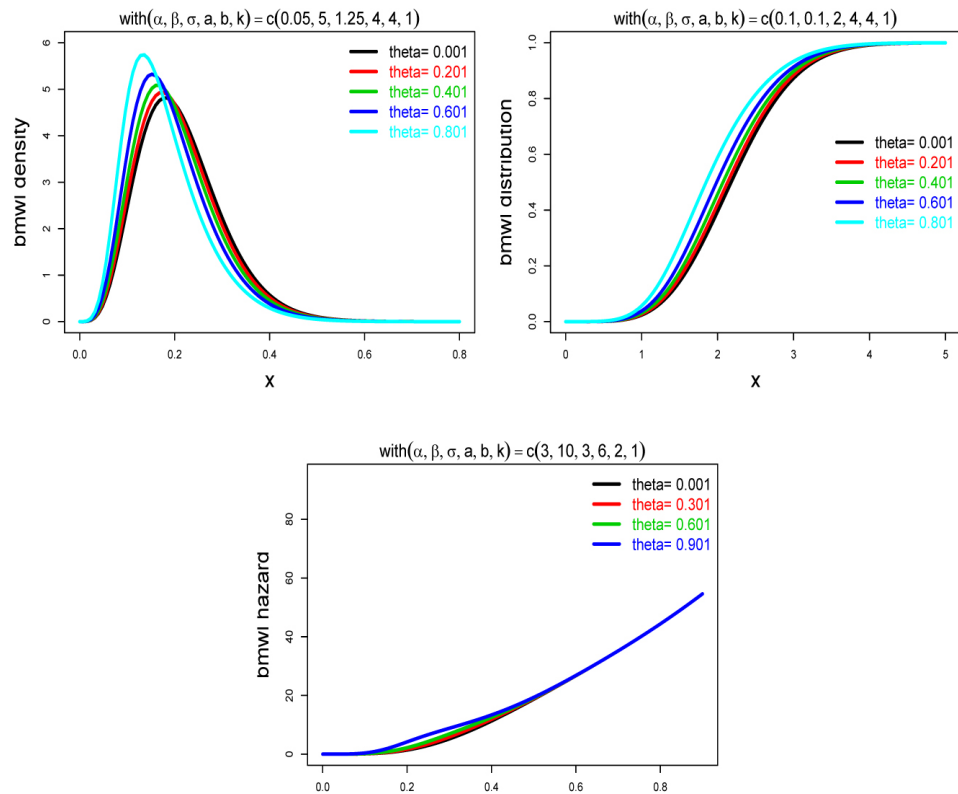 with(α, β, σ, a, b, k) = c(0.05, 5, 1.25, 4, 4, 1)
bmwl density
6
5
4
3
2
1
0
theta= 0.001
theta= 0.201
theta= 0.401
theta= 0.601
theta= 0.801
0.0 0.2 0.4 0.6 0.8
x
with(α, β, σ, a, b, k) = c(0.1, 0.1, 2, 4, 4, 1)
bmwl distribution
1.0
0.8
0.6
0.4
0.2
0.0
theta= 0.001
theta= 0.201
theta= 0.401
theta= 0.601
theta= 0.801
0 1 2 3 4 5
x
with(α, β, σ, a, b, k) = c(3, 10, 3, 6, 2, 1)
bmwl hazard
80
60
40
20
0
theta= 0.001
theta= 0.301
theta= 0.601
theta= 0.901
0.0 0.2 0.4 0.6 0.8